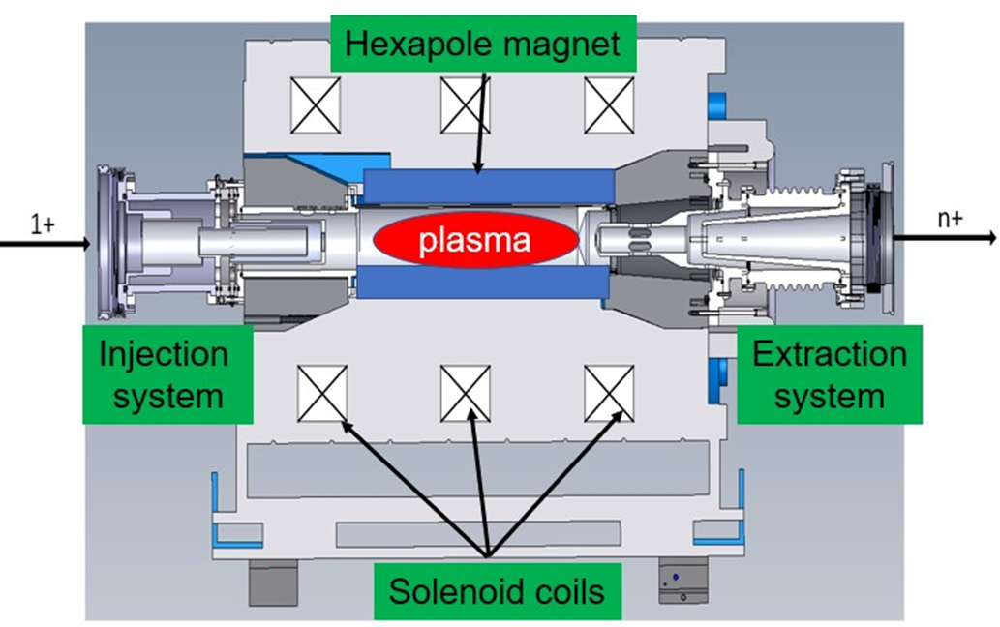 Hexapole magnet
1+
plasma
n+
Injection
system
Extraction
system
Solenoid coils